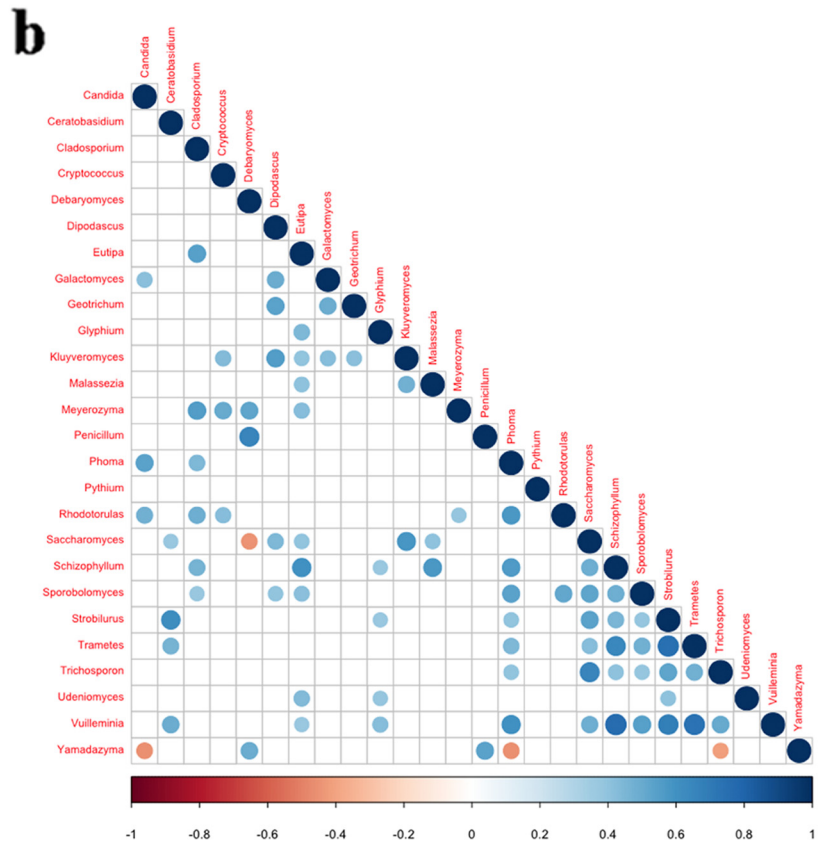 b
Candida
Ceratobasidium
Cladosporium
Cryptococcus
Debaryomyces
Dipodascus
Eutipa
Galactomyces
Geotrichum
Glyphium
Kluyveromyces
Malassezia
Meyerozyma
Penicillum
Phoma
Pythium
Rhodotorulas
Saccharomyces
Schizophyllum
Sporobolomyces
Strobilurus
Trametes
Trichosporon
Udeniomyces
Vuilleminia
Yamadazyma
Candida
Ceratobasidium
Cladosporium
Cryptococcus
Debaryomyces
Dipodascus
Eutipa
Galactomyces
Geotrichum
Glyphium
Kluyveromyces
Malassezia
Meyerozyma
Penicillum
Phoma
Pythium
Rhodotorulas
Saccharomyces
Schizophyllum
Sporobolomyces
Strobilurus
Trametes
Trichosporon
Udeniomyces
Vuilleminia
Yamadazyma
-1 -0.8 -0.6 -0.4 -0.2 0 0.2 0.4 0.6 0.8 1